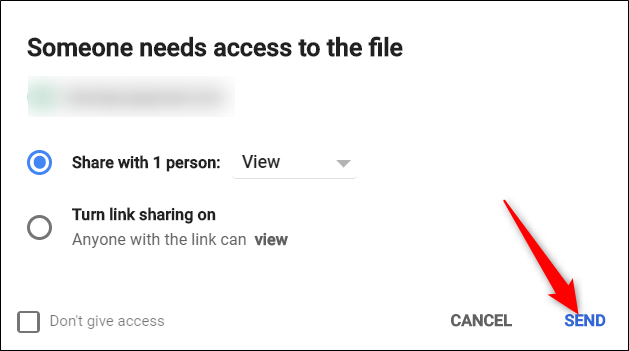 Someone needs access to the file
Share with 1 person: View
Turn link sharing on
Anyone with the link can view
Don't give access CANCEL SEND